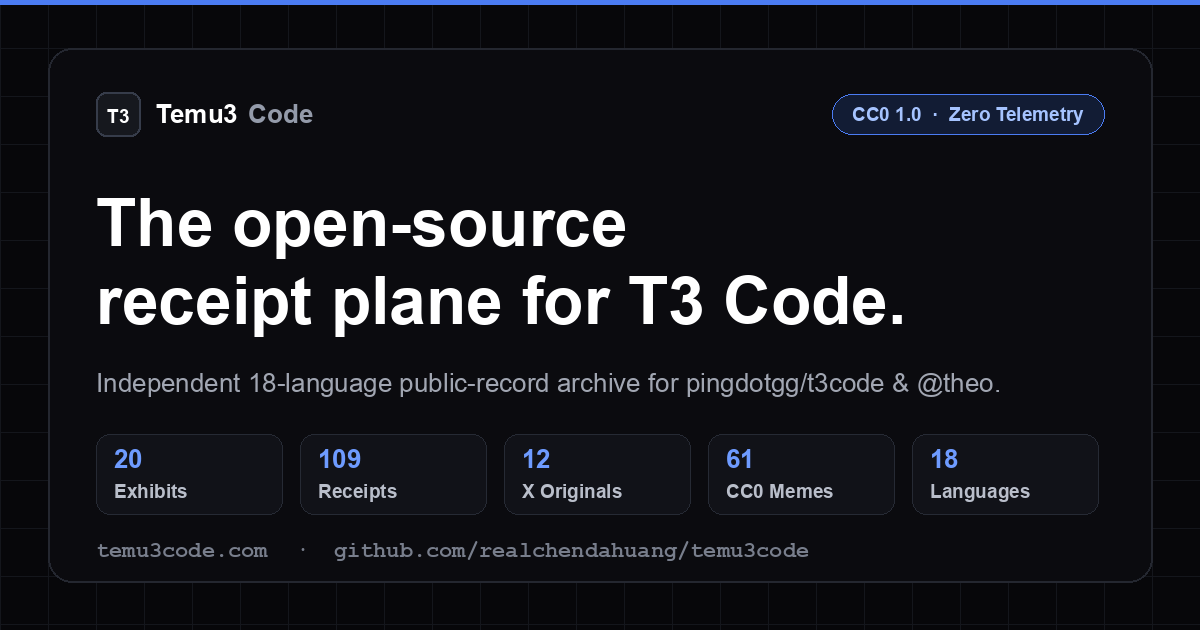 T3 Temu3 Code
CC0 1.0 · Zero Telemetry
The open-source
receipt plane for T3 Code.
Independent 18-language public-record archive for pingdotgg/t3code & @theo.
20
Exhibits
109
Receipts
12
X Originals
61
CC0 Memes
18
Languages
temu3code.com · github.com/realchendahuang/temu3code